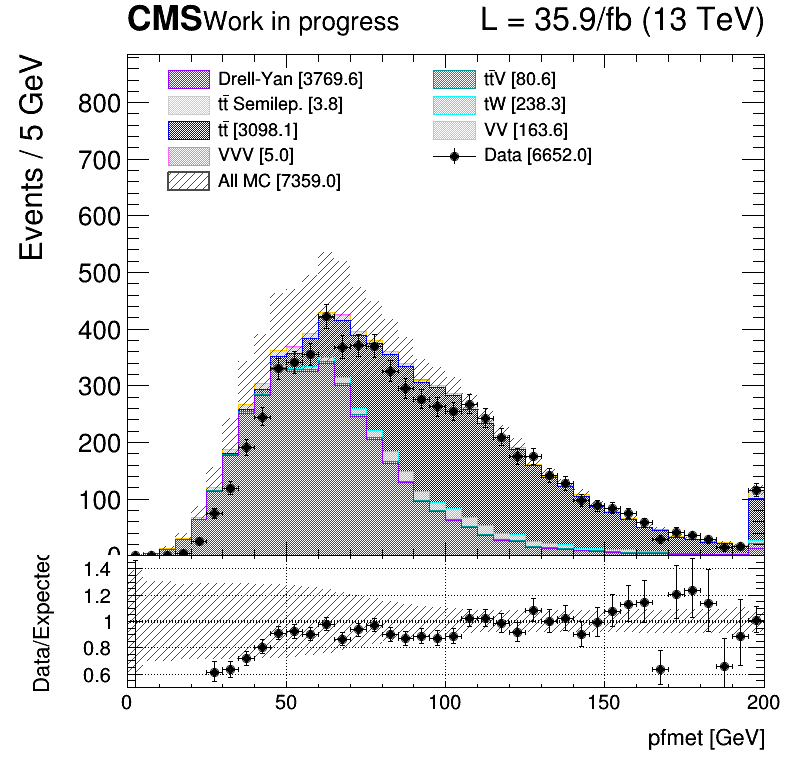 CMS Work in progress L = 35.9/fb (13 TeV)
Events / 5 GeV
Drell-Yan [3769.6]
tt̄ Semilep. [3.8]
tt̄ [3098.1]
VVV [5.0]
All MC [7359.0]
tt̄V [80.6]
tW [238.3]
VV [163.6]
Data [6652.0]
800
700
600
500
400
300
200
100
0
Data/Expected
1.4
1.2
1
0.8
0.6
0 50 100 150 200
pfmet [GeV]